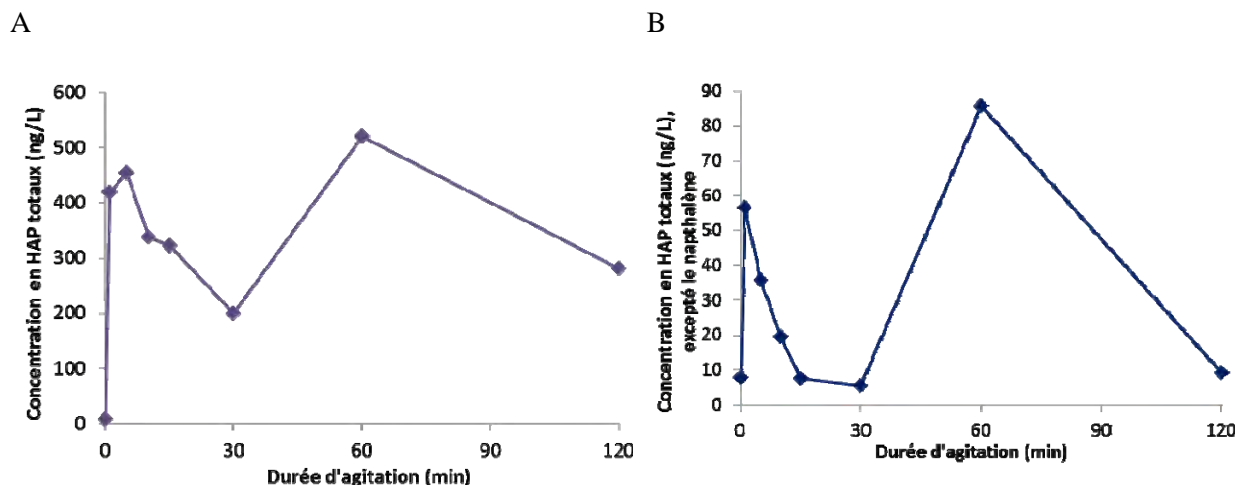 A
Concentration en HAP totaux (ng/L)
600
500
400
300
200
100
0
0 30 60 90 120
Durée d'agitation (min)
B
Concentration en HAP totaux (ng/L),
excepté le napthalène
90
80
70
60
50
40
30
20
10
0
0 30 60 90 120
Durée d'agitation (min)